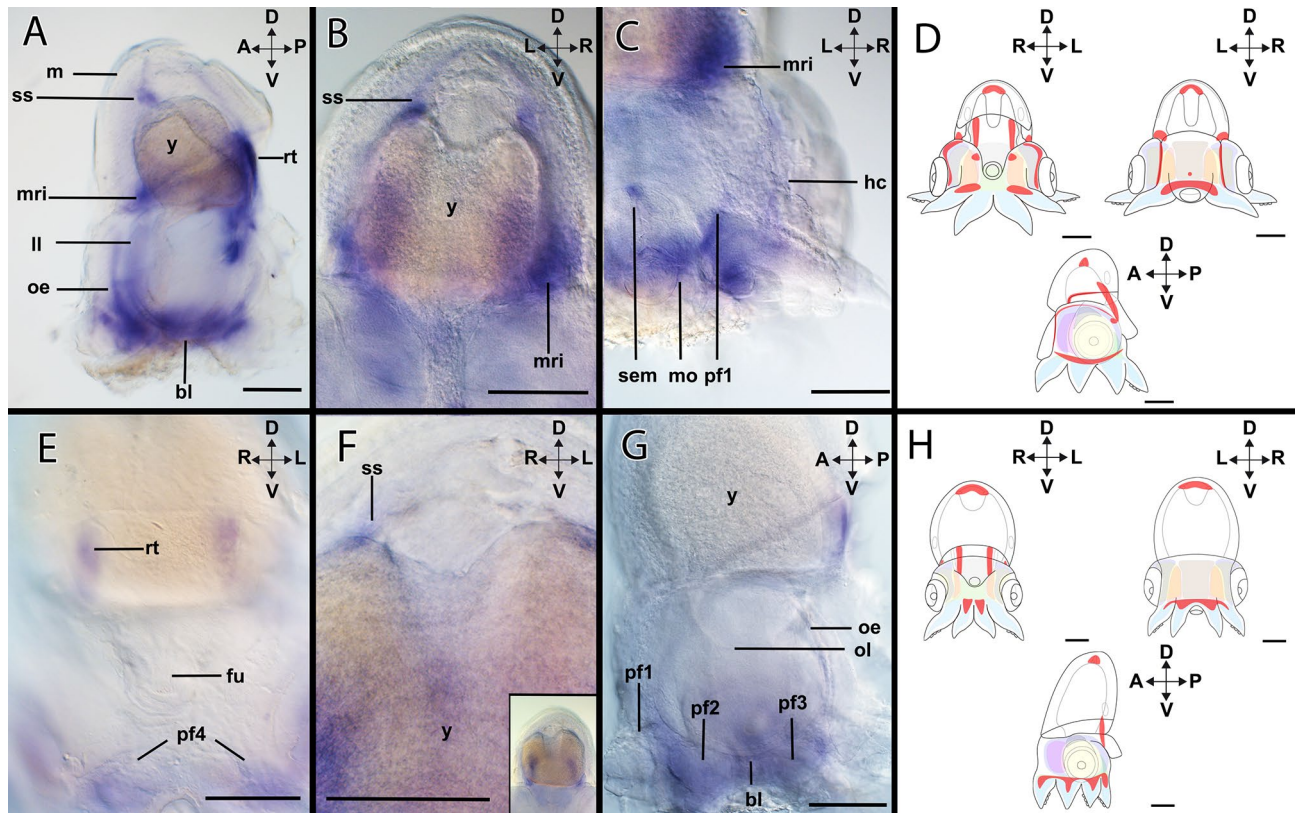 A
D
A P
V
m
ss
y
rt
mri
ll
oe
bl
B
D
L R
V
ss
y
mri
C
D
L R
V
mri
hc
sem mo pf1
D
D
R L
V
D
L R
V
D
A P
V
E
D
R L
V
rt
fu
pf4
F
D
R L
V
ss
y
G
D
A P
V
y
oe
ol
pf1
pf2 pf3
bl
H
D
R L
V
D
L R
V
D
A P
V